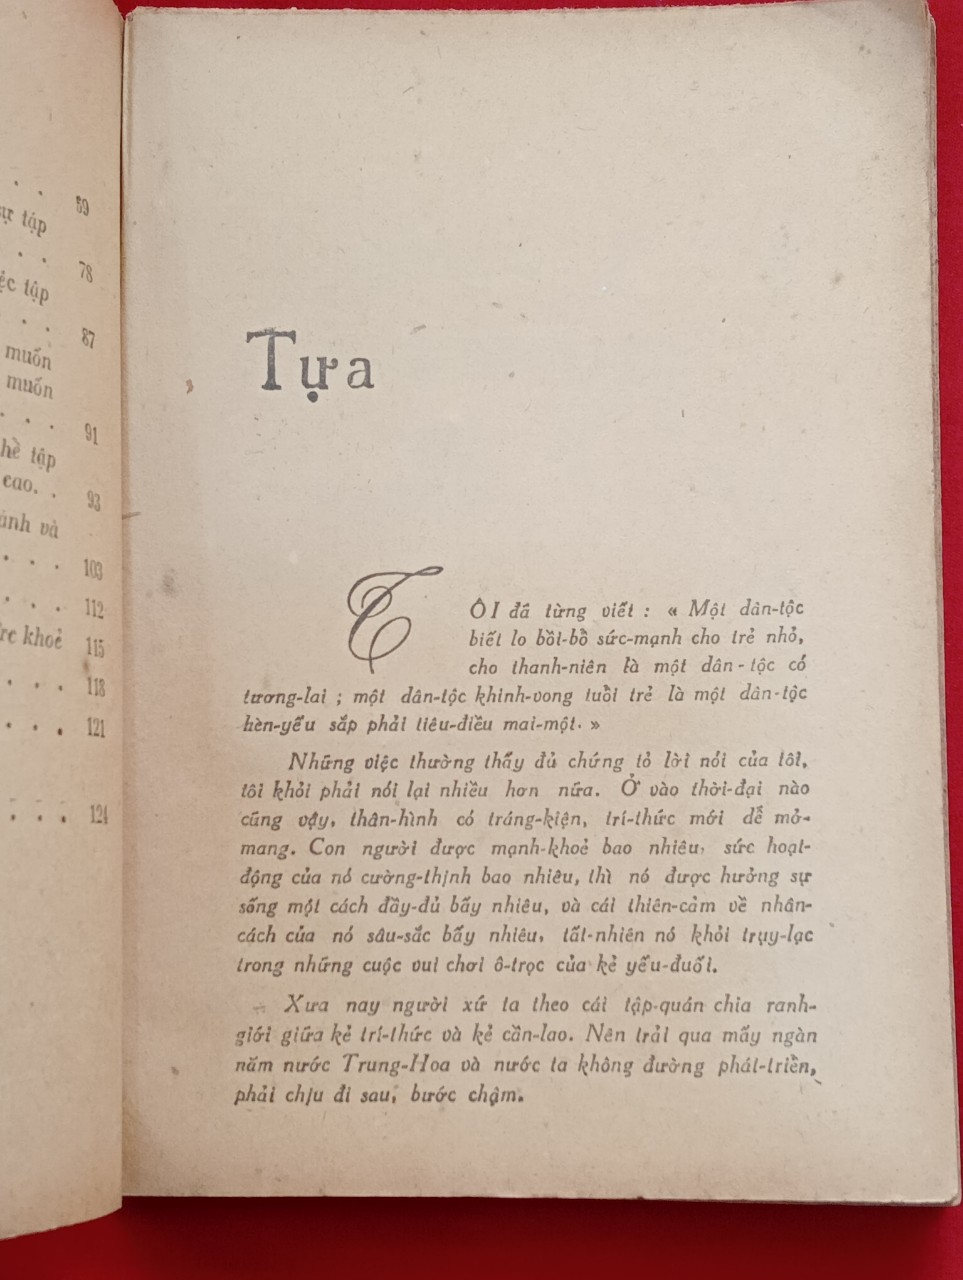 59
tập
78
tập
87
muốn
muốn
91
tập
cao. .
93
và
103
112
khoẻ
115
118
121
124
Tựa
TÔI đã từng viết : « Một dân-tộc
biết lo bồi-bổ sức-mạnh cho trẻ nhỏ,
cho thanh-niên là một dân-tộc có
tương-lai ; một dân-tộc khinh-vong tuổi trẻ là một dân-tộc
hèn-yếu sắp phải tiêu-điều mai-một. »
Những việc thường thấy đủ chứng tỏ lời nói của tôi,
tôi khỏi phải nói lại nhiều hơn nữa. Ở vào thời-đại nào
cũng vậy, thân-hình có tráng-kiện, trí-thức mới dễ mở-
mang. Con người được mạnh-khoẻ bao nhiêu, sức hoạt-
động của nó cường-thịnh bao nhiêu, thì nó được hưởng sự
sống một cách đầy-đủ bấy nhiêu, và cái thiên-cảm về nhân-
cách của nó sâu-sắc bấy nhiêu, tất-nhiên nó khỏi trụy-lạc
trong những cuộc vui chơi ô-trọc của kẻ yếu-đuối.
Xưa nay người xứ ta theo cái tập-quán chia ranh-
giới giữa kẻ trí-thức và kẻ cần-lao. Nên trải qua mấy ngàn
năm nước Trung-Hoa và nước ta không đường phát-triển,
phải chịu đi sau, bước chậm.